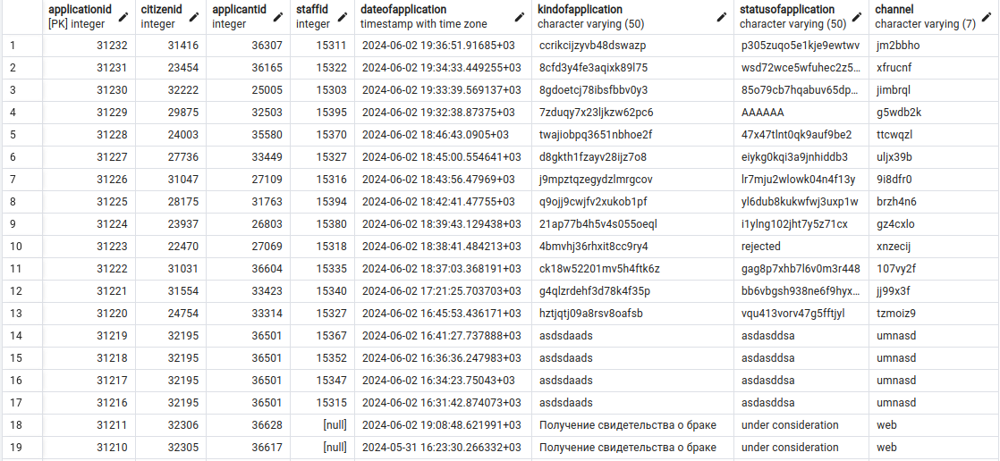 applicationid citizenid applicantid staffid dateofapplication kindofapplication statusofapplication channel
[PK] integer integer integer integer timestamp with time zone character varying (50) character varying (50) character varying (7)
1 31232 31416 36307 15311 2024-06-02 19:36:51.91685+03 ccrikcijzyvb48dswazp p305zuqo5e1kje9ewtwv jm2bbho
2 31231 23454 36165 15322 2024-06-02 19:34:33.449255+03 8cfd3y4fe3aqixk89l75 wsd72wce5wfuhec2z5… xfrucnf
3 31230 32222 25005 15303 2024-06-02 19:33:39.569137+03 8gdoetcj78ibsfbbv0y3 85o79cb7hqabuv65dp… jimbrql
4 31229 29875 32503 15395 2024-06-02 19:32:38.87375+03 7zduqy7x23ljkzw62pc6 AAAAAA g5wdb2k
5 31228 24003 35580 15370 2024-06-02 18:46:43.0905+03 twajiobpq3651nbhoe2f 47x47tlnt0qk9auf9be2 ttcwqzl
6 31227 27736 33449 15327 2024-06-02 18:45:00.554641+03 d8gkth1fzayv28ijz7o8 eiykg0kqi3a9jnhiddb3 uljx39b
7 31226 31047 27109 15316 2024-06-02 18:43:56.47969+03 j9mpztqzegydzlmrgcov lr7mju2wlowk04n4f13y 9i8dfr0
8 31225 28175 31763 15394 2024-06-02 18:42:41.47755+03 q9ojj9cwjfv2xukob1pf yl6dub8kukwfwj3uxp1w brzh4n6
9 31224 23937 26803 15380 2024-06-02 18:39:43.129438+03 21ap77b4h5v4s055oeql i1ylng102jht7y5z71cx gz4cxlo
10 31223 22470 27069 15318 2024-06-02 18:38:41.484213+03 4bmvhj36rhxit8cc9ry4 rejected xnzecij
11 31222 31031 36604 15335 2024-06-02 18:37:03.368191+03 ck18w52201mv5h4ftk6z gag8p7xhb7l6v0m3r448 107vy2f
12 31221 31554 33423 15340 2024-06-02 17:21:25.703703+03 g4qlzrdehf3d78k4f35p bb6vbgsh938ne6f9hyx… jj99x3f
13 31220 24754 33314 15327 2024-06-02 16:45:53.436171+03 hztjqtj09a8rsv8oafsb vqu413vorv47g5fftjyl tzmoiz9
14 31219 32195 36501 15367 2024-06-02 16:41:27.737888+03 asdsdaads asdasddsa umnasd
15 31218 32195 36501 15352 2024-06-02 16:36:36.247983+03 asdsdaads asdasddsa umnasd
16 31217 32195 36501 15347 2024-06-02 16:34:23.75043+03 asdsdaads asdasddsa umnasd
17 31216 32195 36501 15315 2024-06-02 16:31:42.874073+03 asdsdaads asdasddsa umnasd
18 31211 32306 36628 [null] 2024-06-02 19:08:48.621991+03 Получение свидетельства о браке under consideration web
19 31210 32305 36617 [null] 2024-05-31 16:23:30.266332+03 Получение свидетельства о браке under consideration web